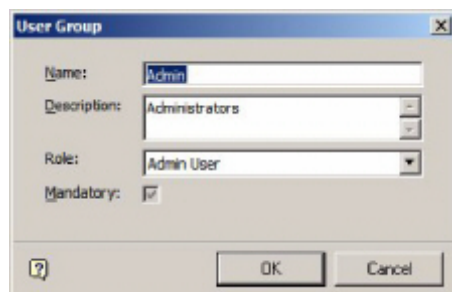 User Group
Name: Admin
Description: Administrators
Role: Admin User
Mandatory:
OK Cancel